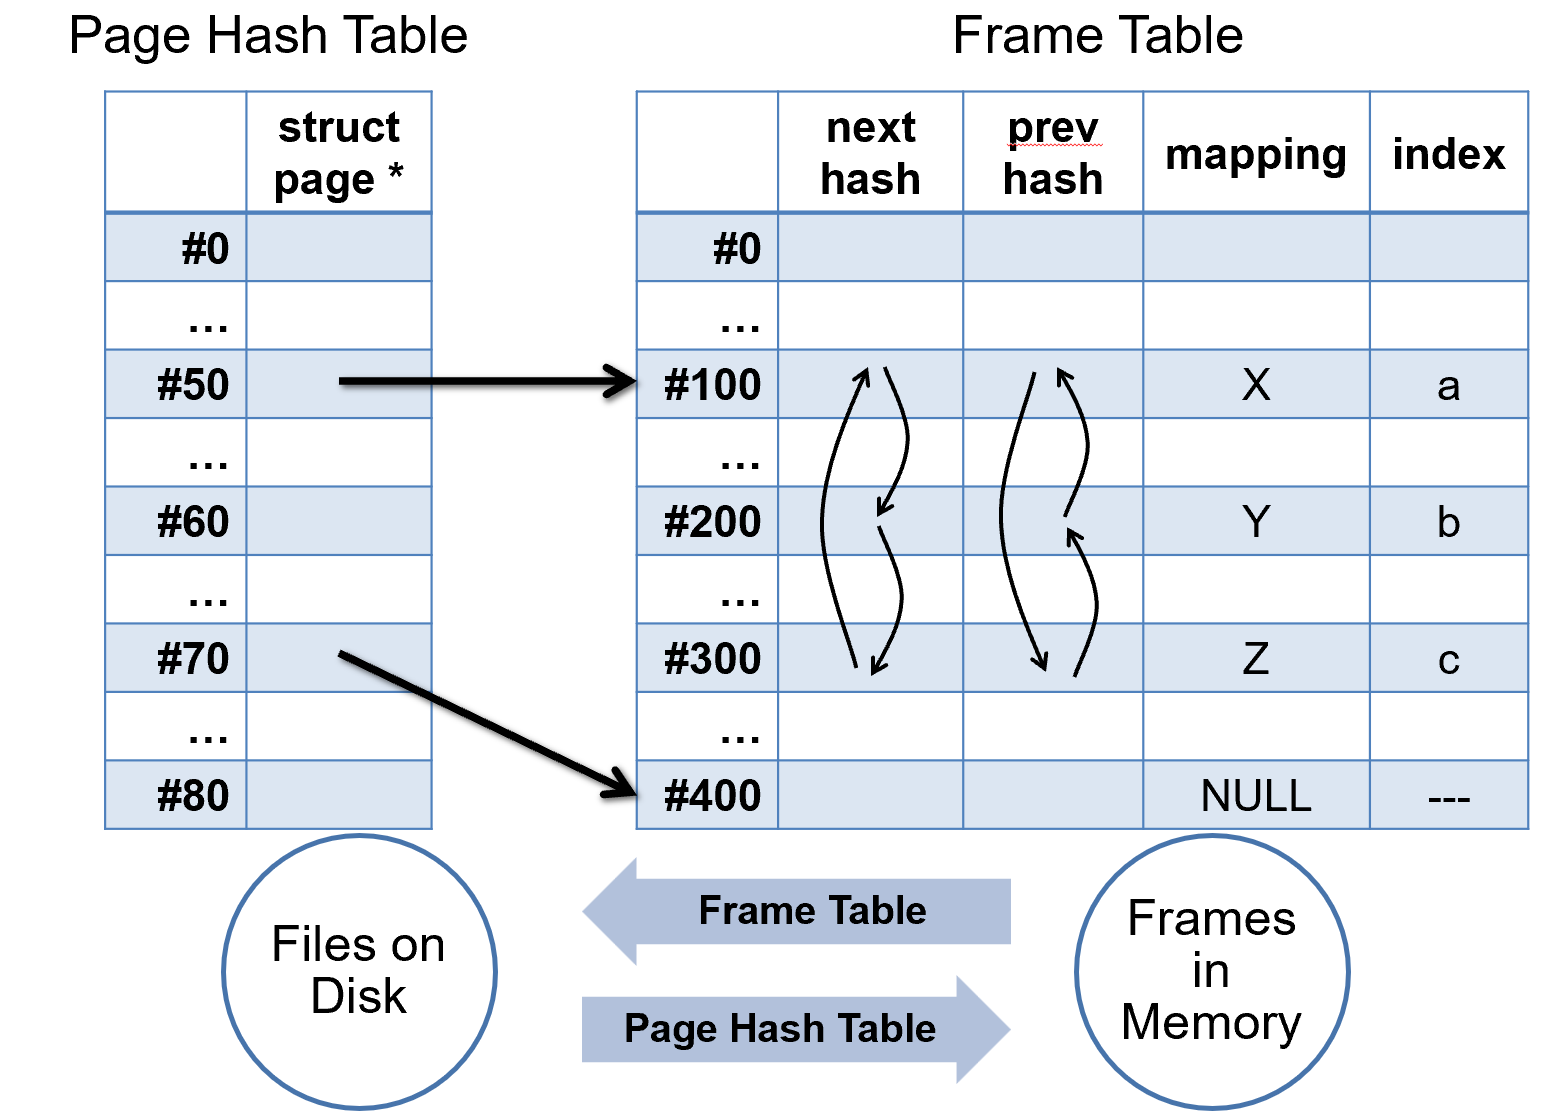 Page Hash Table
Frame Table
struct
page *
next
hash
prev
hash
mapping
index
#0
#0
...
...
#50
#100
X
a
...
...
#60
#200
Y
b
...
...
#70
#300
Z
c
...
...
#80
#400
NULL
---
Files on
Disk
Frame Table
Page Hash Table
Frames
in
Memory